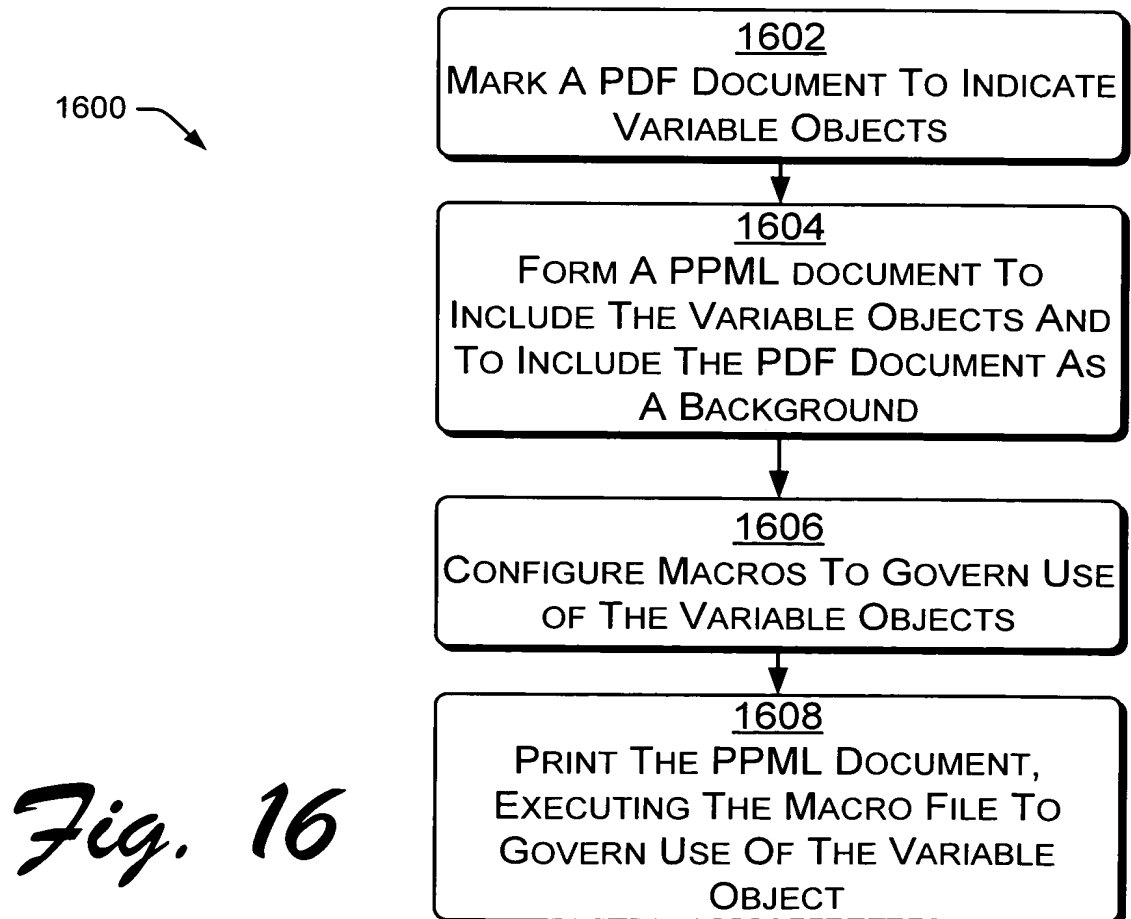 1600
1602
MARK A PDF DOCUMENT TO INDICATE
VARIABLE OBJECTS
1604
FORM A PPML DOCUMENT TO
INCLUDE THE VARIABLE OBJECTS AND
TO INCLUDE THE PDF DOCUMENT AS
A BACKGROUND
1606
CONFIGURE MACROS TO GOVERN USE
OF THE VARIABLE OBJECTS
1608
PRINT THE PPML DOCUMENT,
EXECUTING THE MACRO FILE TO
GOVERN USE OF THE VARIABLE
OBJECT
Fig. 16